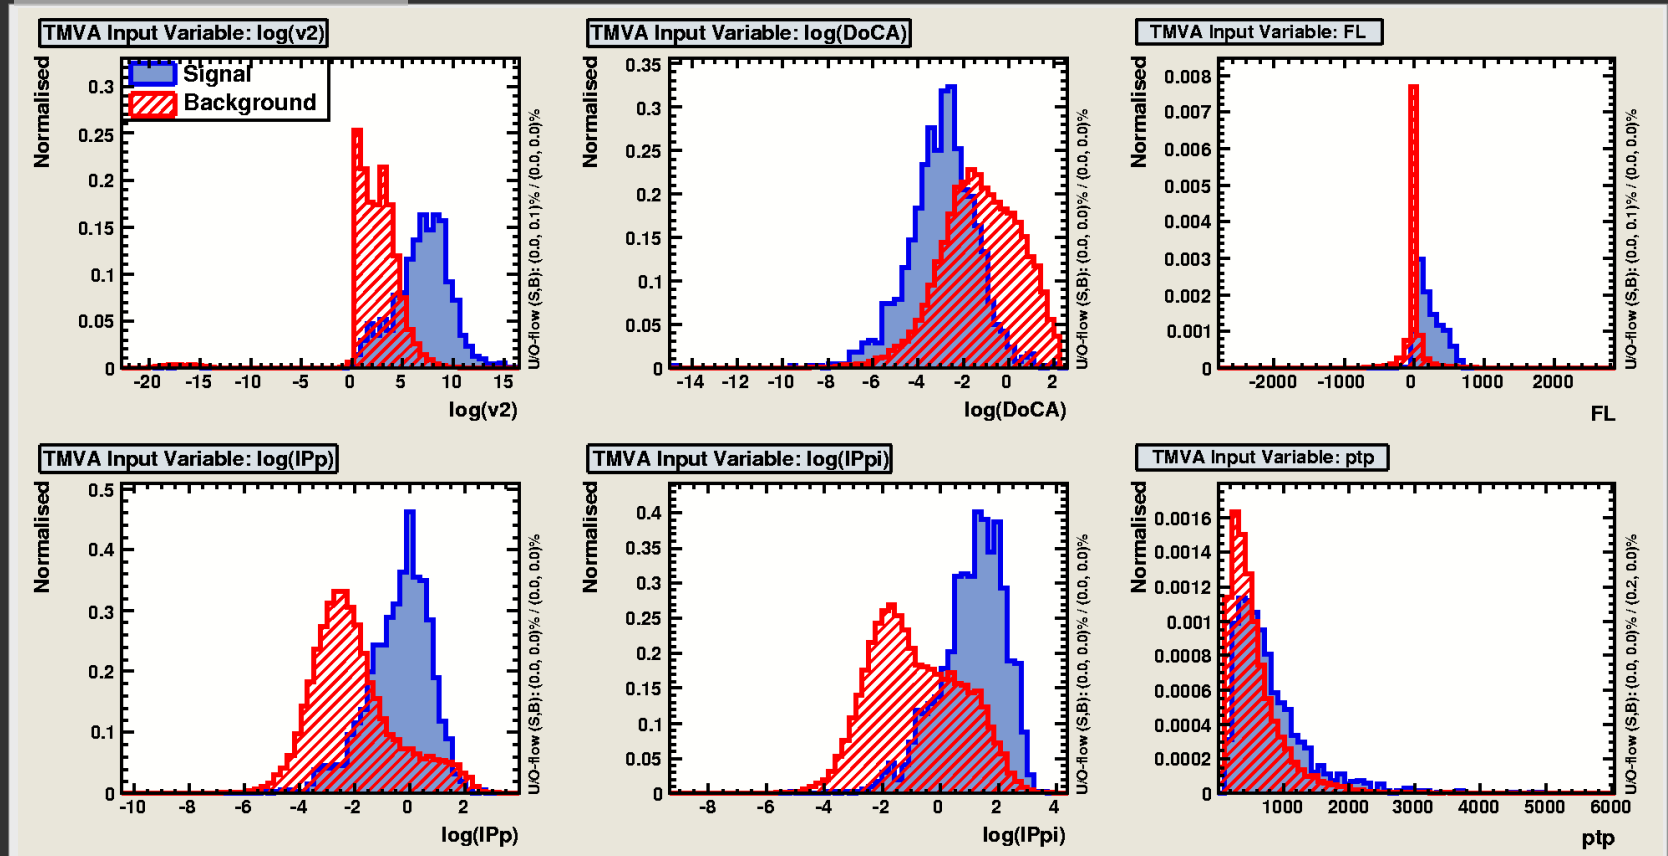 TMVA Input Variable: log(v2)
Normalised
0.3
0.25
0.2
0.15
0.1
0.05
0
Signal
Background
-20 -15 -10 -5 0 5 10 15
log(v2)
U/O-flow (S,B): (0.0, 0.1)% / (0.0, 0.0)%
TMVA Input Variable: log(DoCA)
Normalised
0.35
0.3
0.25
0.2
0.15
0.1
0.05
0
-14 -12 -10 -8 -6 -4 -2 0 2
log(DoCA)
U/O-flow (S,B): (0.0, 0.0)% / (0.0, 0.0)%
TMVA Input Variable: FL
Normalised
0.008
0.007
0.006
0.005
0.004
0.003
0.002
0.001
0
-2000 -1000 0 1000 2000
FL
U/O-flow (S,B): (0.0, 0.1)% / (0.0, 0.0)%
TMVA Input Variable: log(IPp)
Normalised
0.5
0.4
0.3
0.2
0.1
0
-10 -8 -6 -4 -2 0 2
log(IPp)
U/O-flow (S,B): (0.0, 0.0)% / (0.0, 0.0)%
TMVA Input Variable: log(IPpi)
Normalised
0.4
0.35
0.3
0.25
0.2
0.15
0.1
0.05
0
-8 -6 -4 -2 0 2 4
log(IPpi)
U/O-flow (S,B): (0.0, 0.0)% / (0.0, 0.0)%
TMVA Input Variable: ptp
Normalised
0.0016
0.0014
0.0012
0.001
0.0008
0.0006
0.0004
0.0002
0
1000 2000 3000 4000 5000 6000
ptp
U/O-flow (S,B): (0.0, 0.0)% / (0.2, 0.0)%